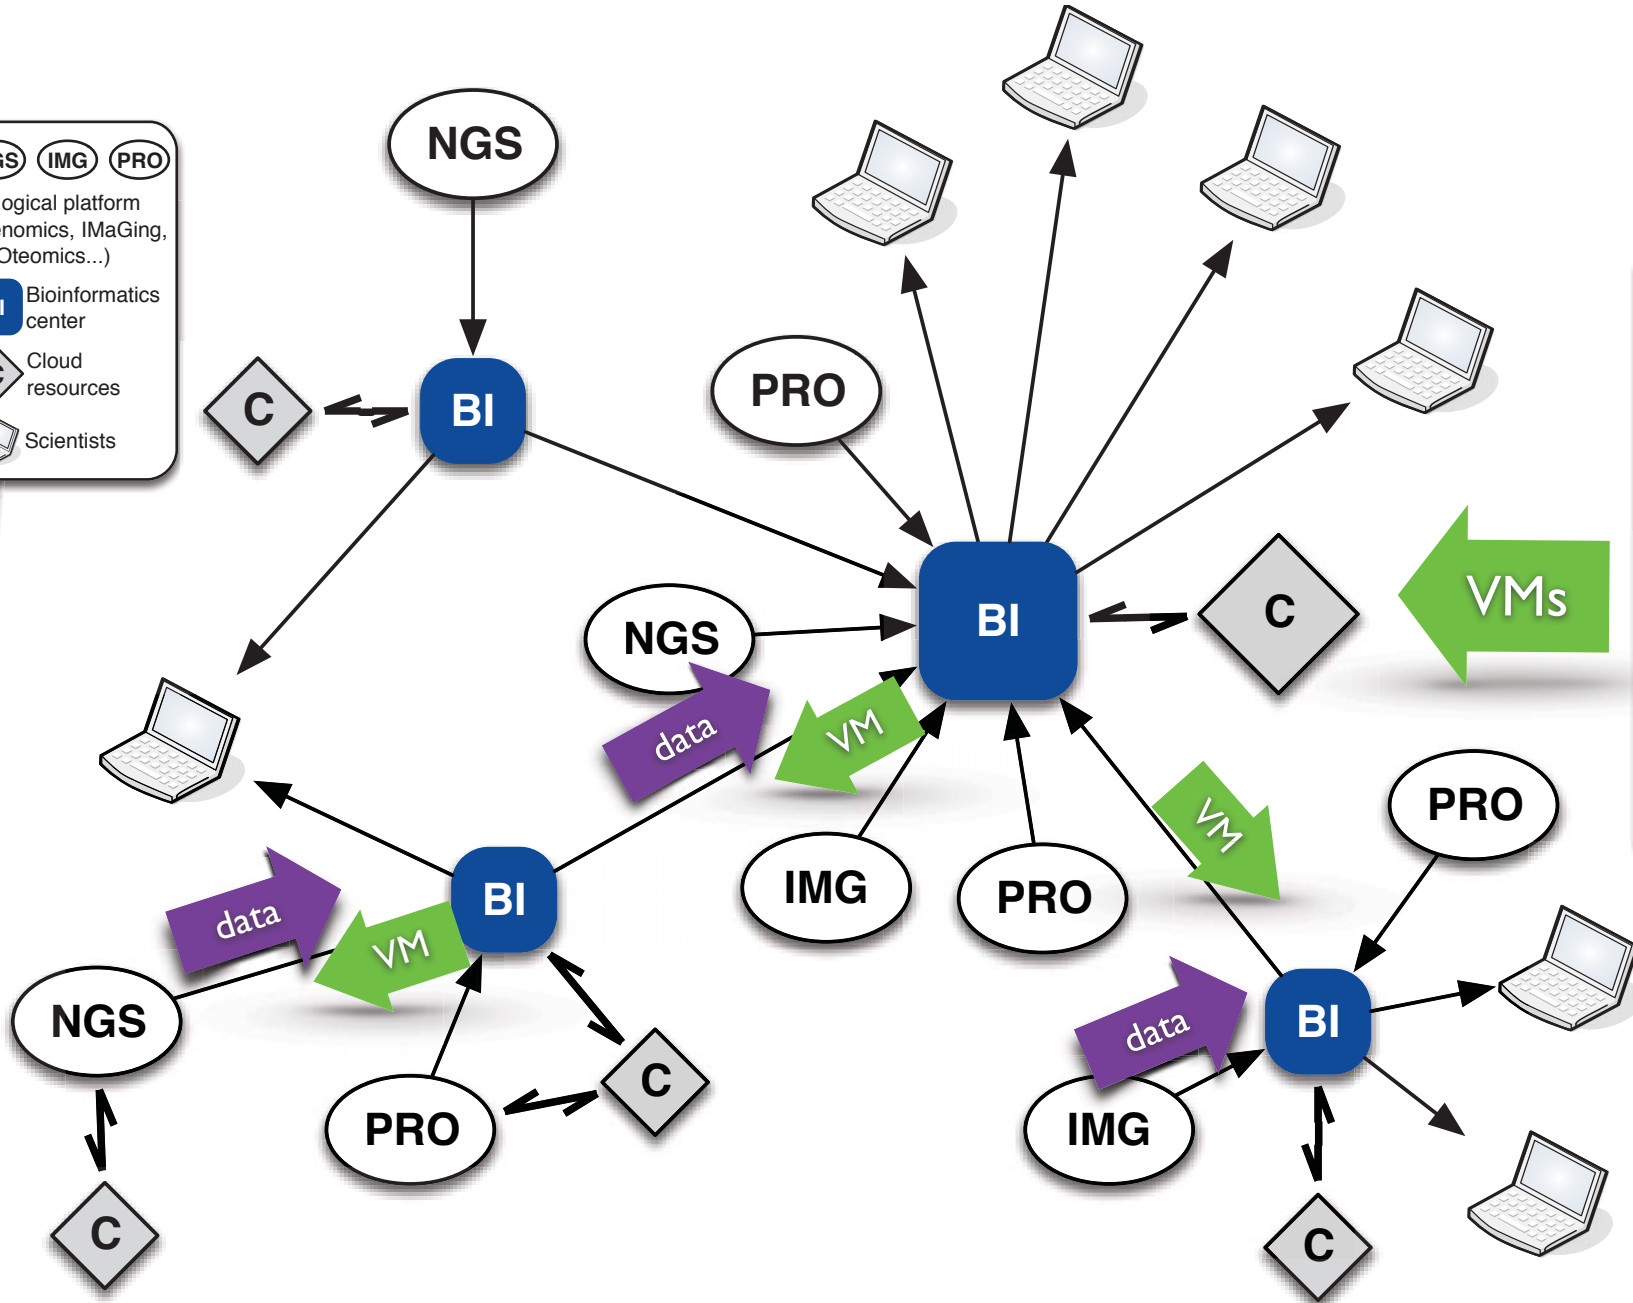 NGS
IMG PRO
ogical platform
enomics, IMaGing,
Oteomics...)
Bioinformatics
center
Cloud
resources
Scientists
C
BI
PRO
NGS
BI
C
VMs
data
VM
VM
PRO
BI
IMG
PRO
data
VM
NGS
PRO
C
data
BI
IMG
C
C